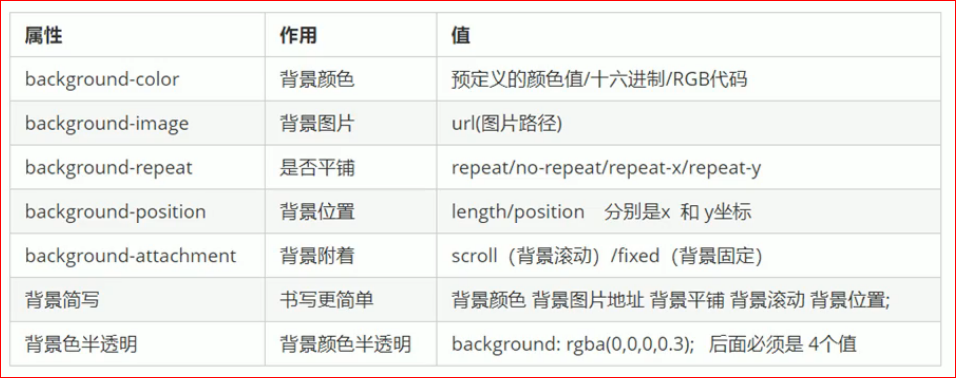 属性 作用 值
background-color 背景颜色 预定义的颜色值/十六进制/RGB代码
background-image 背景图片 url(图片路径)
background-repeat 是否平铺 repeat/no-repeat/repeat-x/repeat-y
background-position 背景位置 length/position 分别是x 和 y坐标
background-attachment 背景附着 scroll（背景滚动）/fixed（背景固定）
背景简写 书写更简单 背景颜色 背景图片地址 背景平铺 背景滚动 背景位置;
背景色半透明 背景颜色半透明 background: rgba(0,0,0,0.3); 后面必须是 4个值